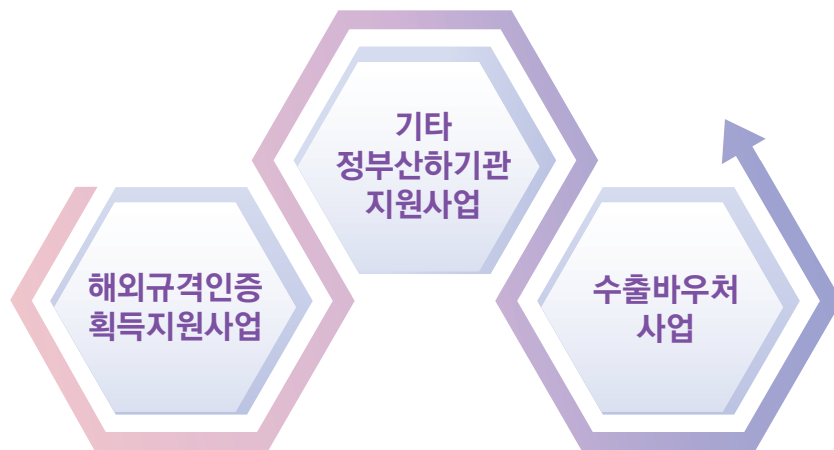 해외규격인증
획득지원사업
기타
정부산하기관
지원사업
수출바우처
사업